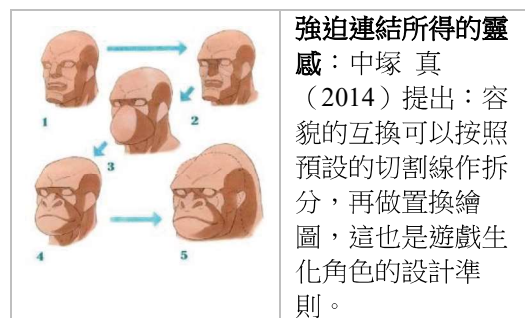 1
2
3
4
5
強迫連結所得的靈
感：中塚 真
（2014）提出：容
貌的互換可以按照
預設的切割線作拆
分，再做置換繪
圖，這也是遊戲生
化角色的設計準
則。